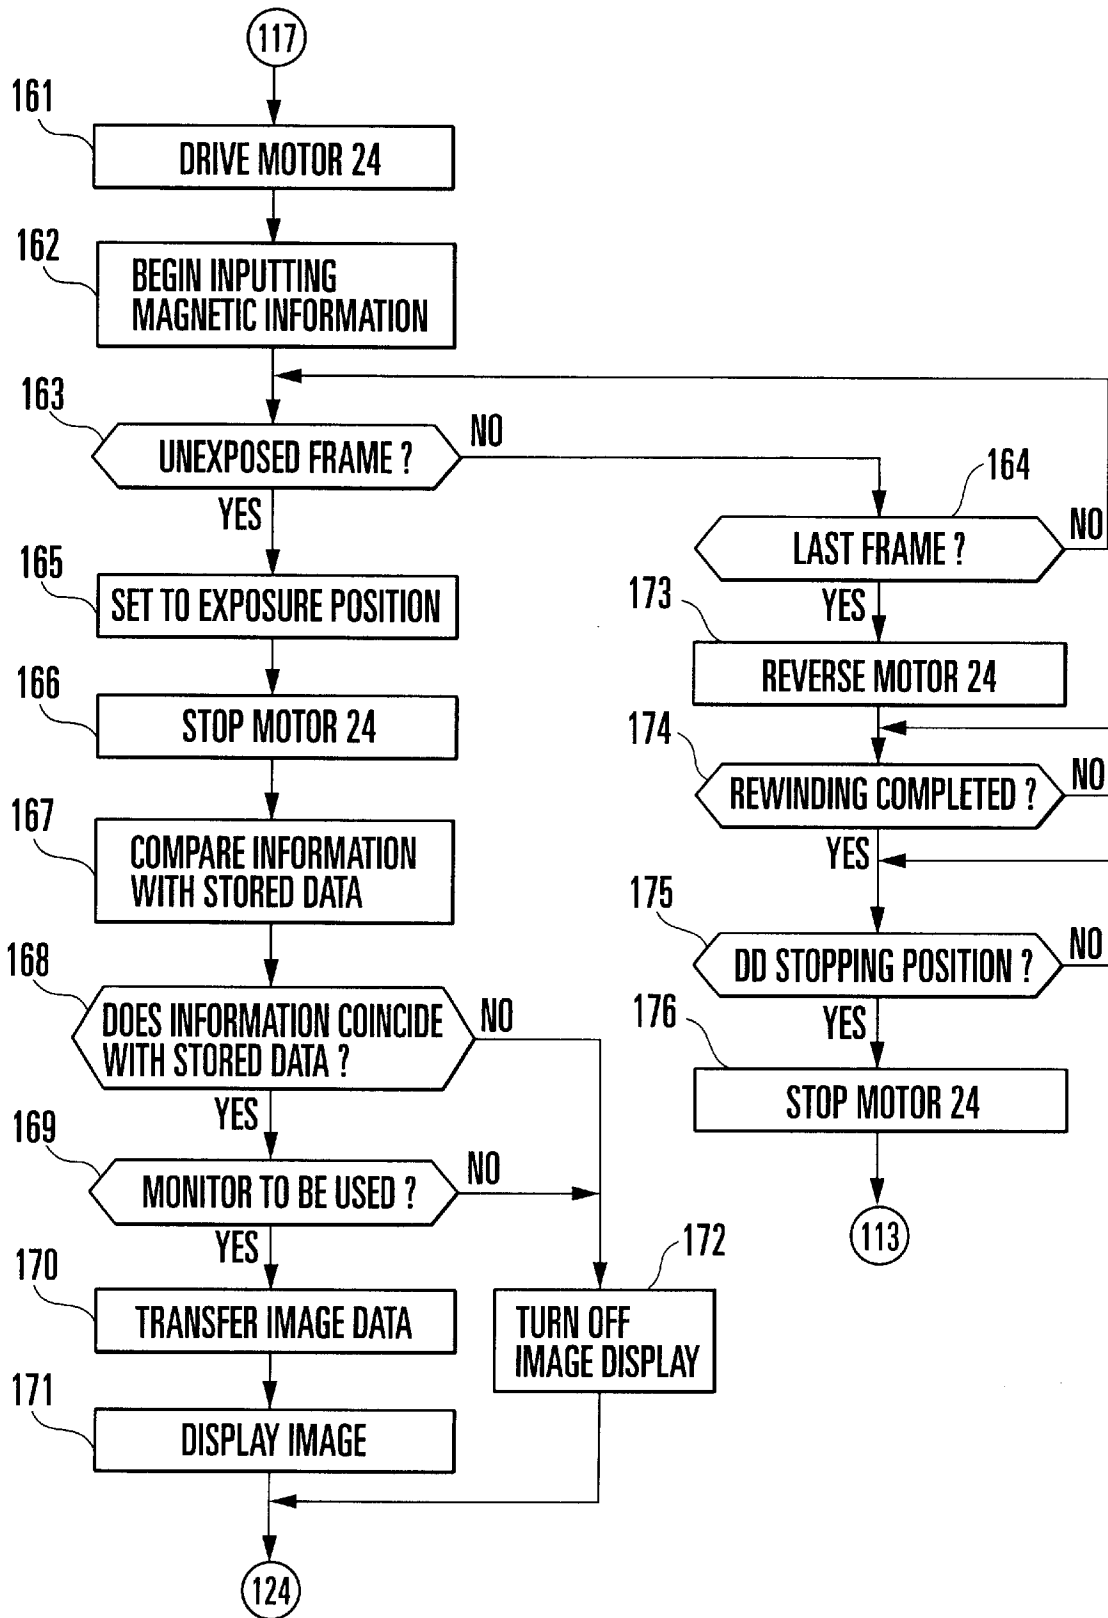 117
161
DRIVE MOTOR 24
162
BEGIN INPUTTING
MAGNETIC INFORMATION
163
UNEXPOSED FRAME ?
NO
YES
164
LAST FRAME ?
NO
YES
165
SET TO EXPOSURE POSITION
166
STOP MOTOR 24
167
COMPARE INFORMATION
WITH STORED DATA
168
DOES INFORMATION COINCIDE
WITH STORED DATA ?
NO
YES
169
MONITOR TO BE USED ?
NO
YES
170
TRANSFER IMAGE DATA
171
DISPLAY IMAGE
172
TURN OFF
IMAGE DISPLAY
124
173
REVERSE MOTOR 24
174
REWINDING COMPLETED ?
NO
YES
175
DD STOPPING POSITION ?
NO
YES
176
STOP MOTOR 24
113